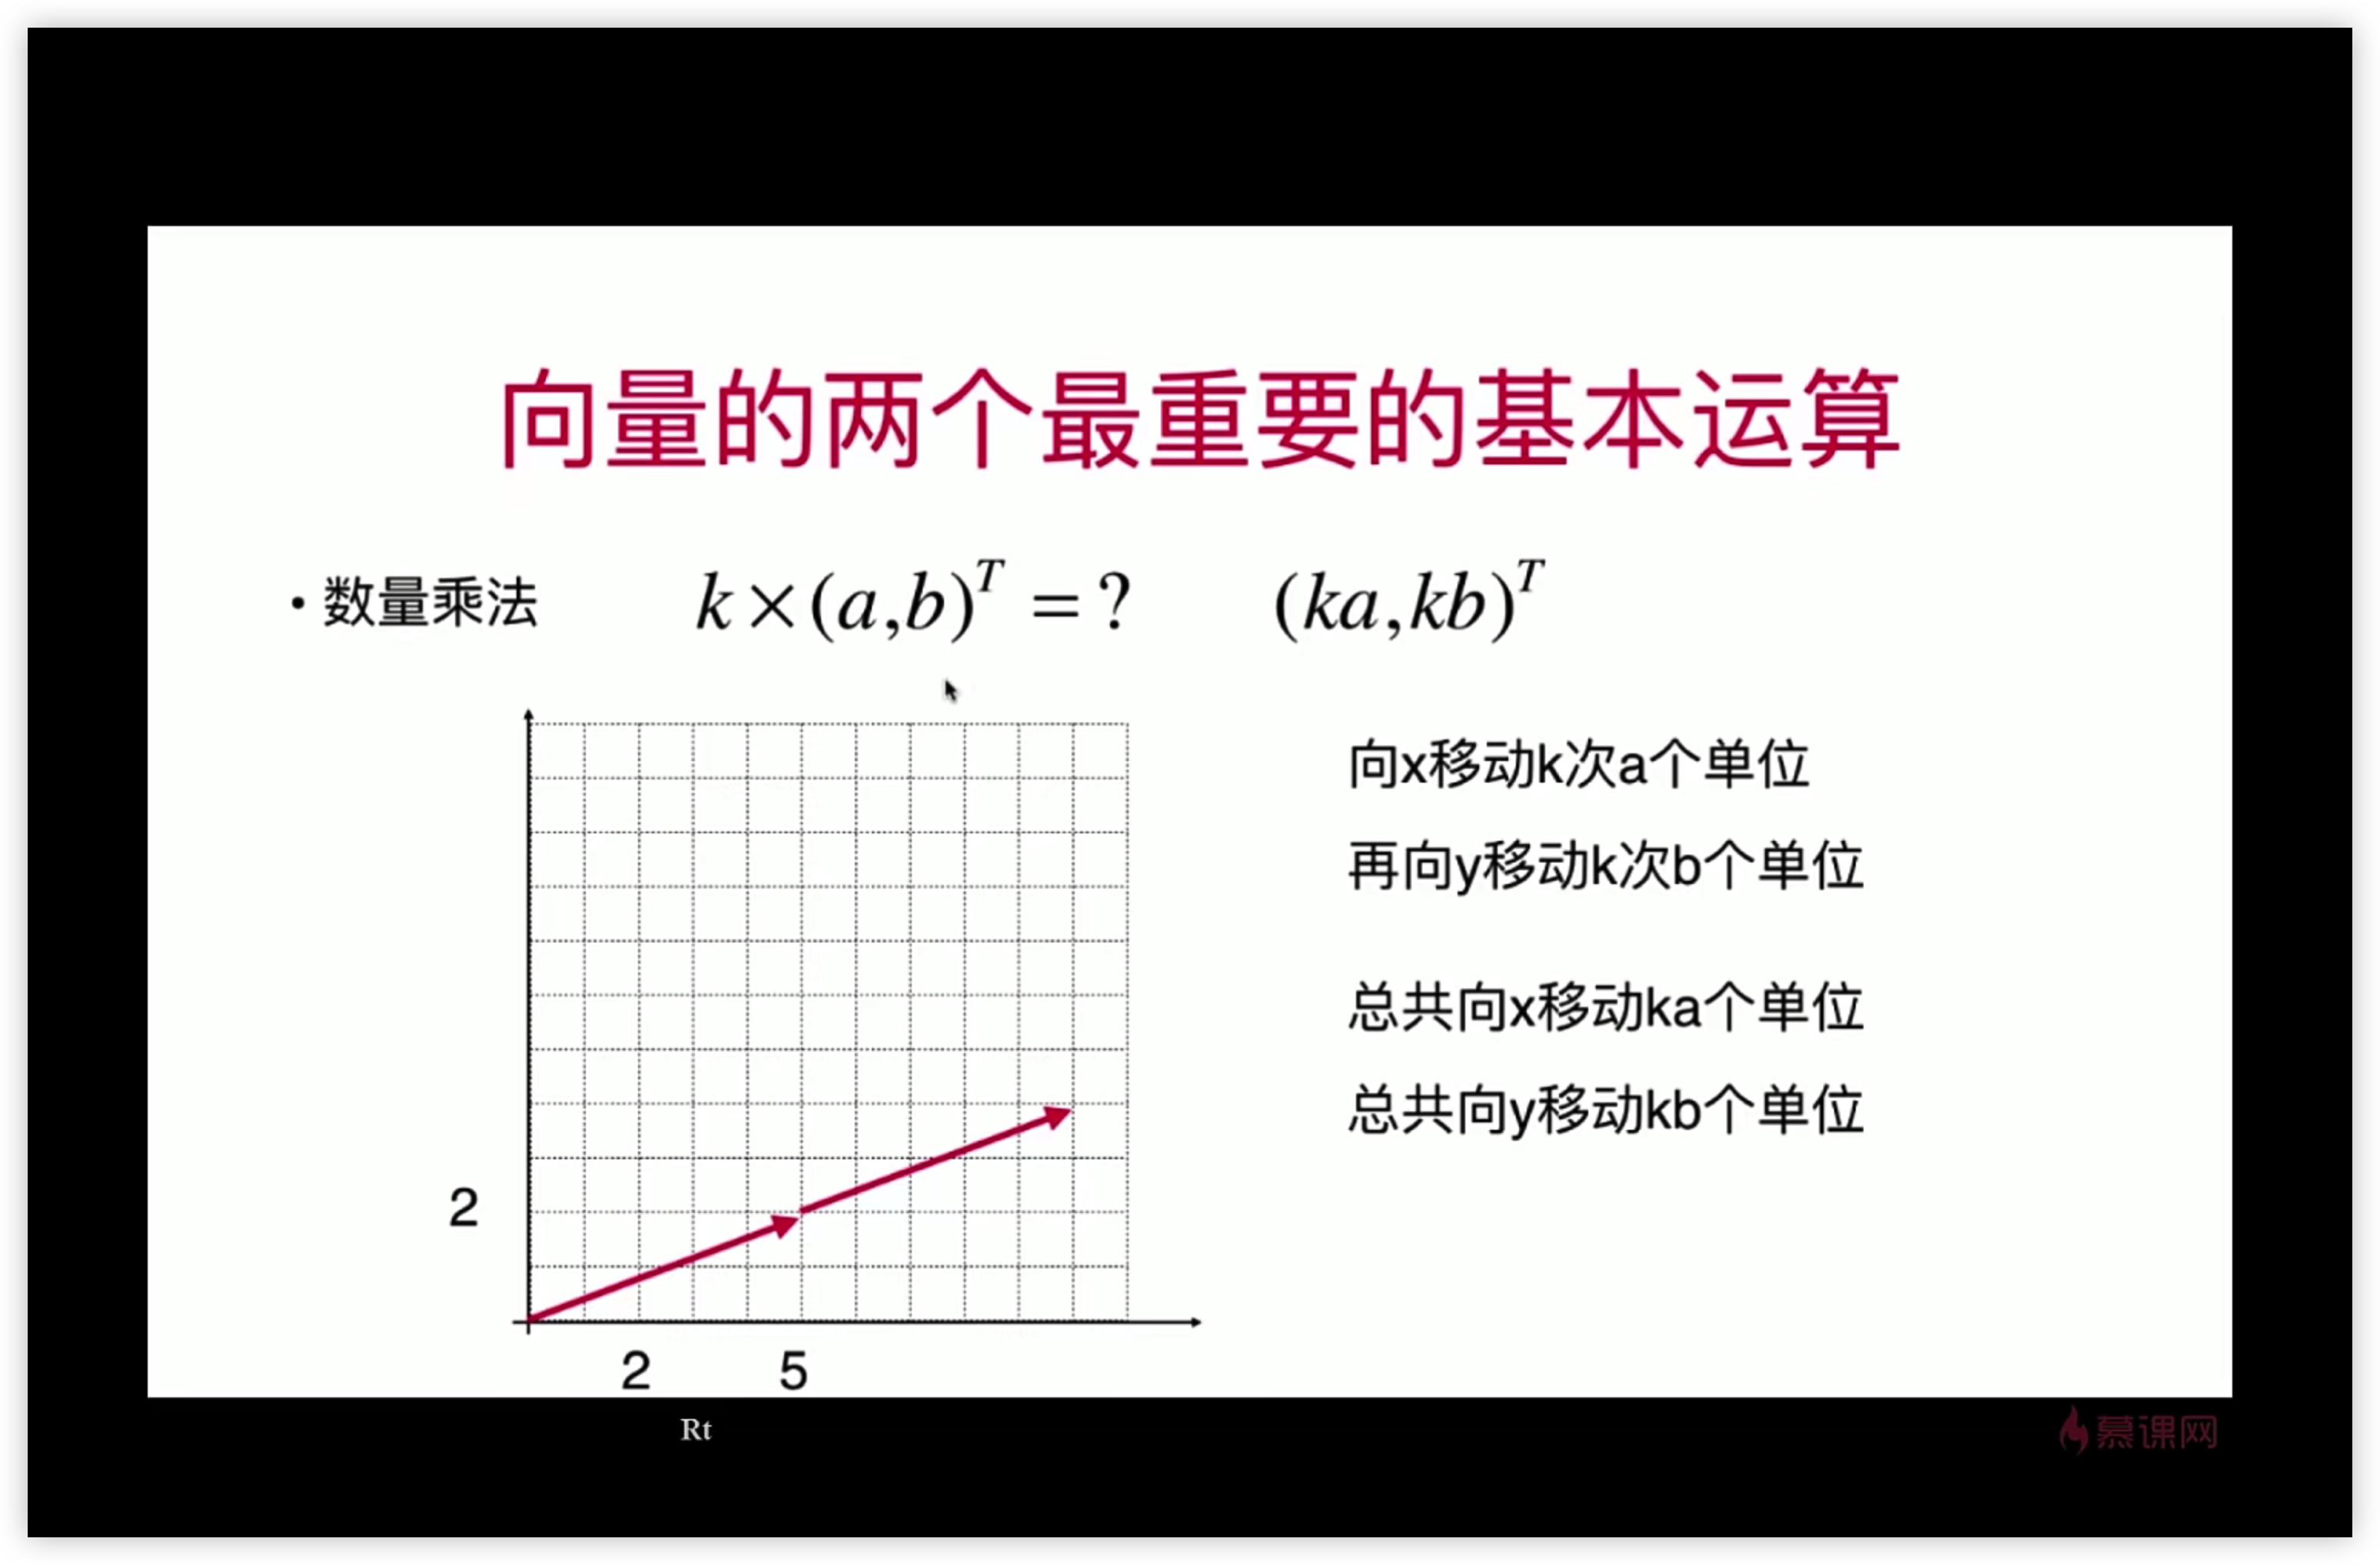 向量的两个最重要的基本运算
• 数量乘法 k×(a,b)ᵀ = ? (ka,kb)ᵀ
向x移动k次a个单位
再向y移动k次b个单位
总共向x移动ka个单位
总共向y移动kb个单位
2
2 5
Rt
慕课网